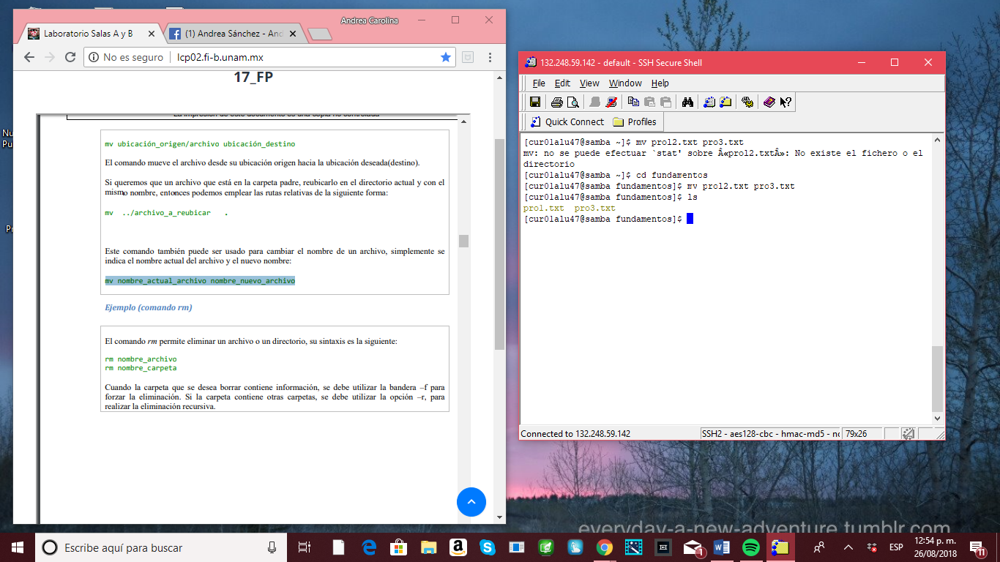 Andrea Carolina
Laboratorio Salas A y B
(1) Andrea Sánchez - And
No es seguro
lcp02.fi-b.unam.mx
17_FP
La impresión de este documento es una copia no controlada
mv ubicación_origen/archivo ubicación_destino
El comando mueve el archivo desde su ubicación origen hacia la ubicación deseada(destino).
Si queremos que un archivo que está en la carpeta padre, reubicarlo en el directorio actual y con el
mismo nombre, entonces podemos emplear las rutas relativas de la siguiente forma:
mv ../archivo_a_reubicar .
Este comando también puede ser usado para cambiar el nombre de un archivo, simplemente se
indica el nombre actual del archivo y el nuevo nombre:
mv nombre_actual_archivo nombre_nuevo_archivo
Ejemplo (comando rm)
El comando rm permite eliminar un archivo o un directorio, su sintaxis es la siguiente:
rm nombre_archivo
rm nombre_carpeta
Cuando la carpeta que se desea borrar contiene información, se debe utilizar la bandera –f para
forzar la eliminación. Si la carpeta contiene otras carpetas, se debe utilizar la opción –r, para
realizar la eliminación recursiva.
132.248.59.142 - default - SSH Secure Shell
File Edit View Window Help
Quick Connect Profiles
[cur01alu47@samba ~]$ mv prol2.txt pro3.txt
mv: no se puede efectuar `stat' sobre Â«prol2.txtÂ»: No existe el fichero o el
directorio
[cur01alu47@samba ~]$ cd fundamentos
[cur01alu47@samba fundamentos]$ mv prol2.txt pro3.txt
[cur01alu47@samba fundamentos]$ ls
prol.txt pro3.txt
[cur01alu47@samba fundamentos]$
Connected to 132.248.59.142
SSH2 - aes128-cbc - hmac-md5 - nc
79x26
Nu
Pu
Pr
everyday-a-new-adventure.tumblr.com
Escribe aquí para buscar
1
ESP
12:54 p. m.
26/08/2018
11